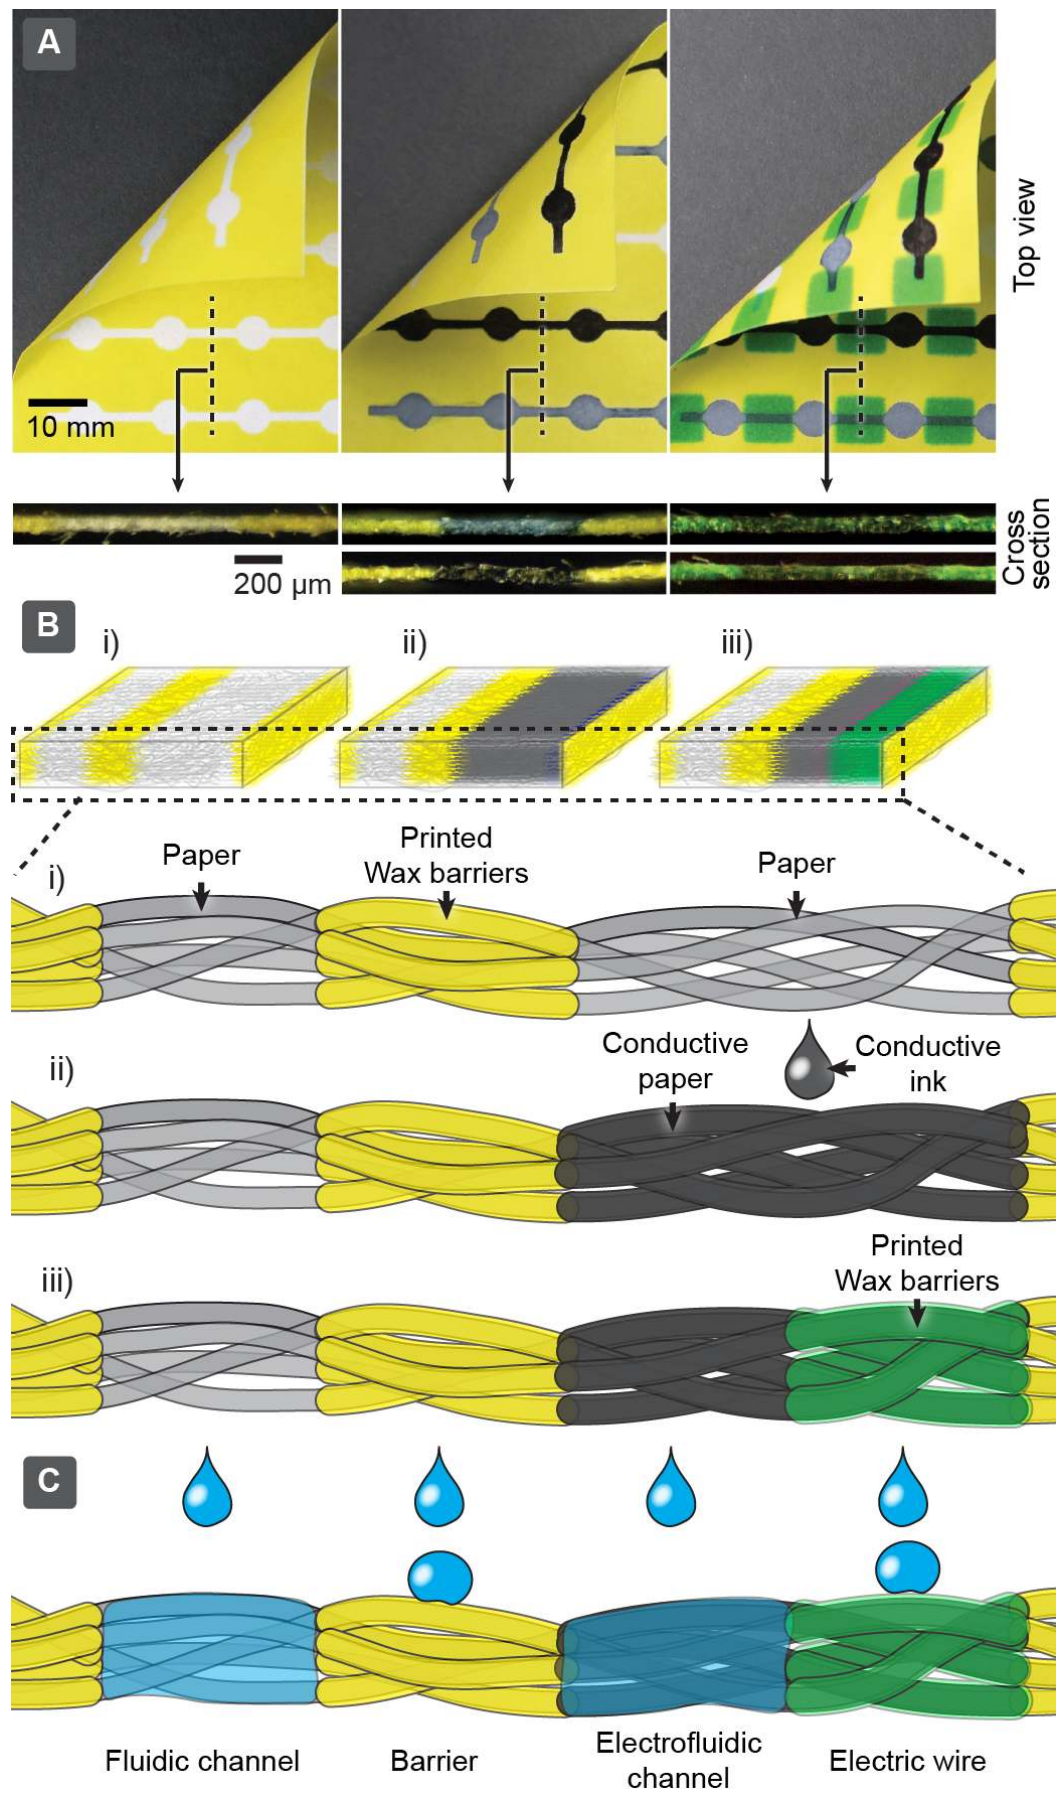 A
Top view
10 mm
200 µm
Cross
section
B
i)
ii)
iii)
i)
Paper
Printed
Wax barriers
Paper
ii)
Conductive
paper
Conductive
ink
iii)
Printed
Wax barriers
C
Fluidic channel
Barrier
Electrofluidic
channel
Electric wire